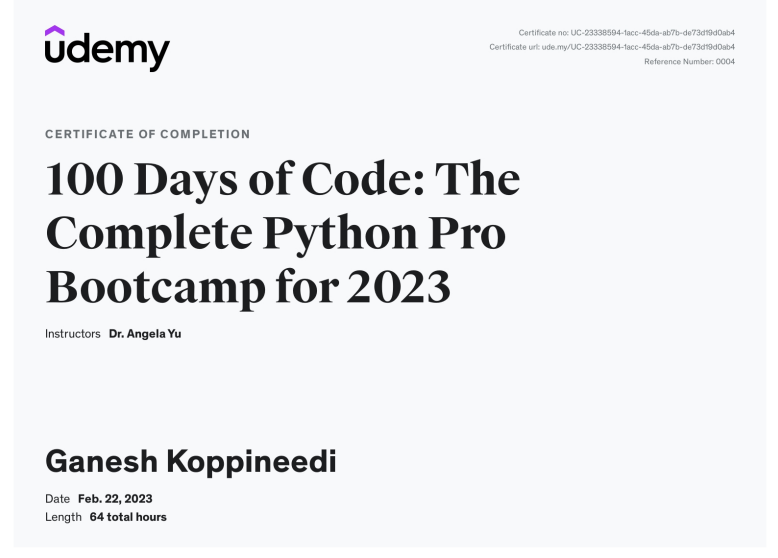 udemy
Certificate no: UC-23338594-1acc-45da-ab7b-de73d19d0ab4
Certificate url: ude.my/UC-23338594-1acc-45da-ab7b-de73d19d0ab4
Reference Number: 0004
CERTIFICATE OF COMPLETION
100 Days of Code: The
Complete Python Pro
Bootcamp for 2023
Instructors Dr. Angela Yu
Ganesh Koppineedi
Date Feb. 22, 2023
Length 64 total hours